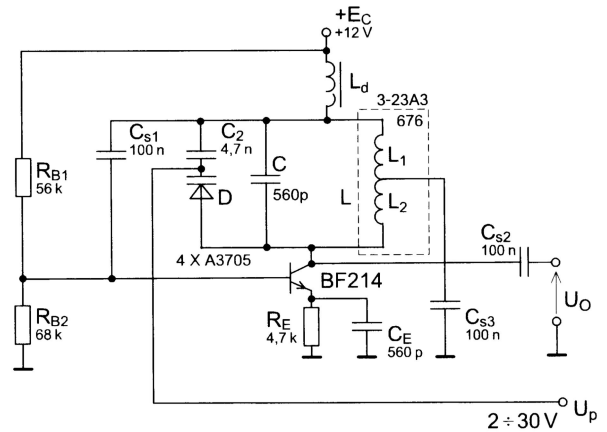 +E_C
+12 V
L_d
3-23A3
676
C_s1
100 n
C_2
4,7 n
C
560p
L_1
L
L_2
R_B1
56 k
D
4 X A3705
BF214
C_s2
100 n
R_B2
68 k
R_E
4,7 k
C_E
560 p
C_s3
100 n
U_O
U_p
2 ÷ 30 V